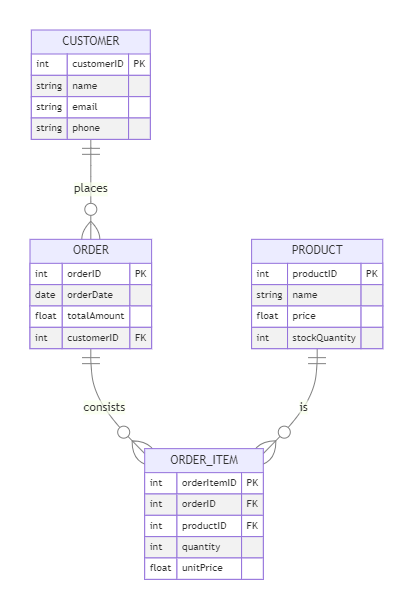 CUSTOMER
int customerID PK
string name
string email
string phone
places
ORDER
int orderID PK
date orderDate
float totalAmount
int customerID FK
PRODUCT
int productID PK
string name
float price
int stockQuantity
consists
is
ORDER_ITEM
int orderItemID PK
int orderID FK
int productID FK
int quantity
float unitPrice